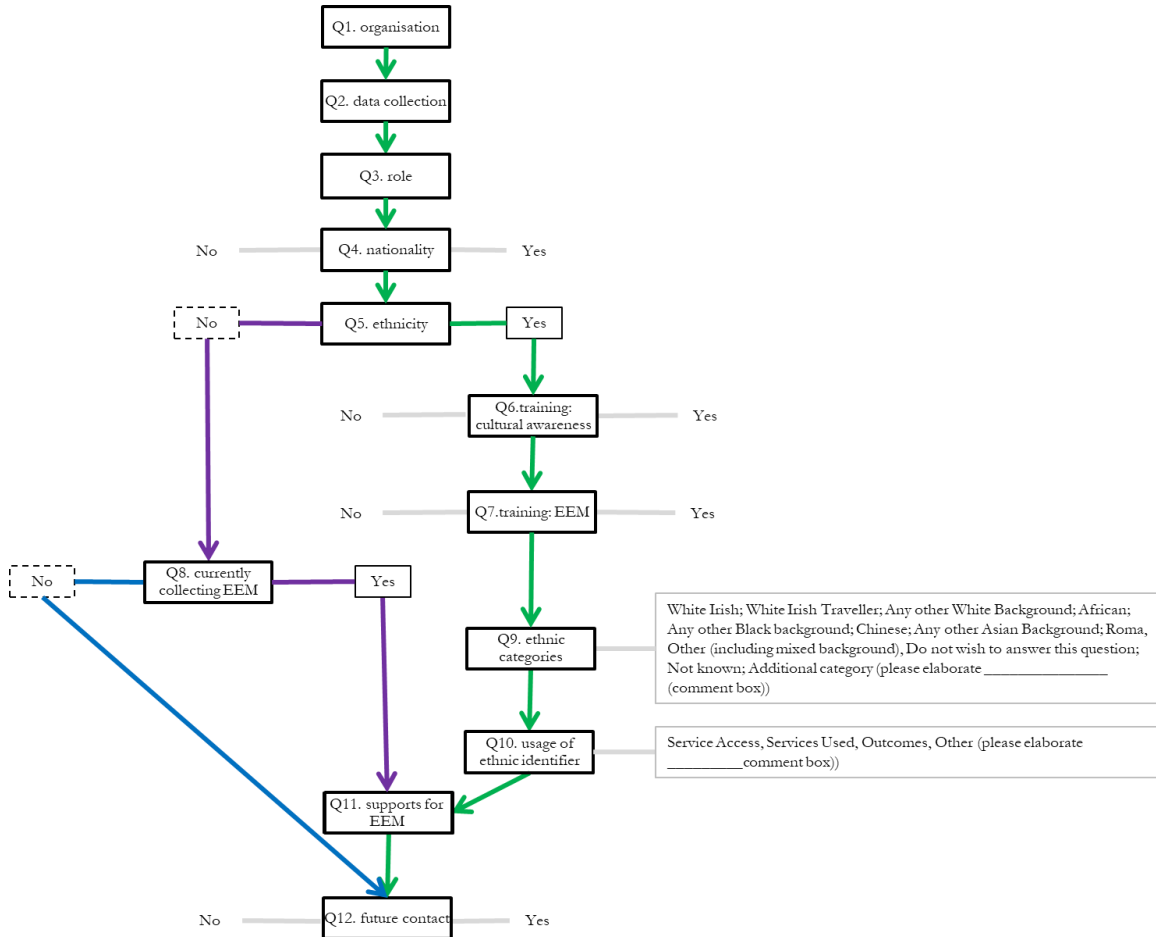 Q1. organisation
Q2. data collection
Q3. role
No
Q4. nationality
Yes
No
Q5. ethnicity
Yes
No
Q6.training:
cultural awareness
Yes
No
Q7.training: EEM
Yes
No
Q8. currently
collecting EEM
Yes
Q9. ethnic
categories
White Irish; White Irish Traveller; Any other White Background; African;
Any other Black background; Chinese; Any other Asian Background; Roma,
Other (including mixed background), Do not wish to answer this question;
Not known; Additional category (please elaborate _______________
(comment box))
Q10. usage of
ethnic identifier
Service Access, Services Used, Outcomes, Other (please elaborate
_________comment box))
Q11. supports for
EEM
No
Q12. future contact
Yes